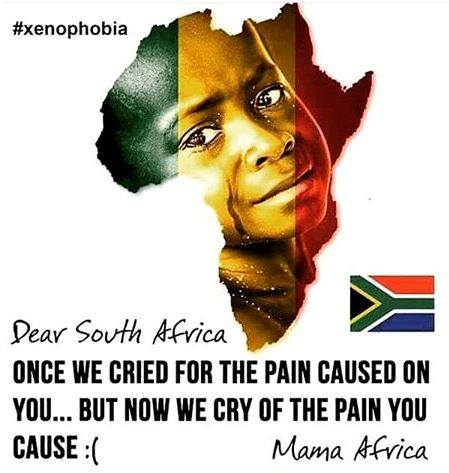 #xenophobia
Dear South Africa
ONCE WE CRIED FOR THE PAIN CAUSED ON
YOU... BUT NOW WE CRY OF THE PAIN YOU
CAUSE :(
Mama Africa